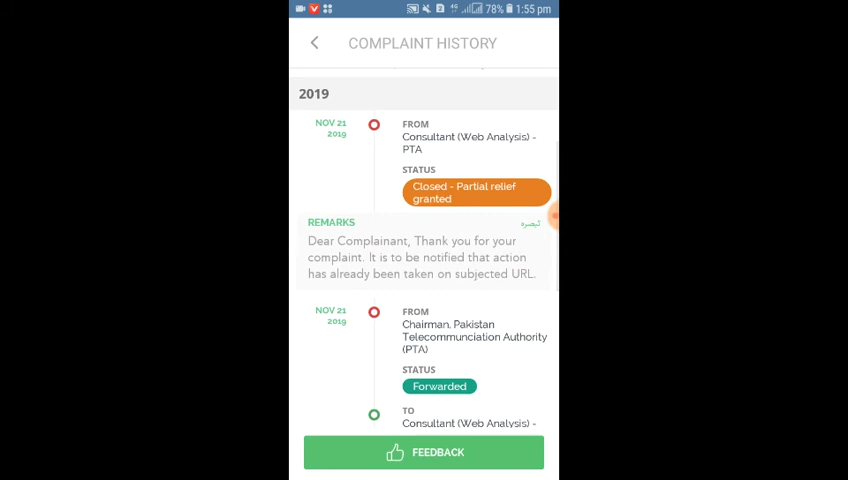 78% 1:55 pm
COMPLAINT HISTORY
2019
NOV 21
2019
FROM
Consultant (Web Analysis) -
PTA
STATUS
Closed - Partial relief
granted
REMARKS
تبصرہ
Dear Complainant, Thank you for your
complaint. It is to be notified that action
has already been taken on subjected URL.
NOV 21
2019
FROM
Chairman, Pakistan
Telecommunciation Authority
(PTA)
STATUS
Forwarded
TO
Consultant (Web Analysis) -
FEEDBACK